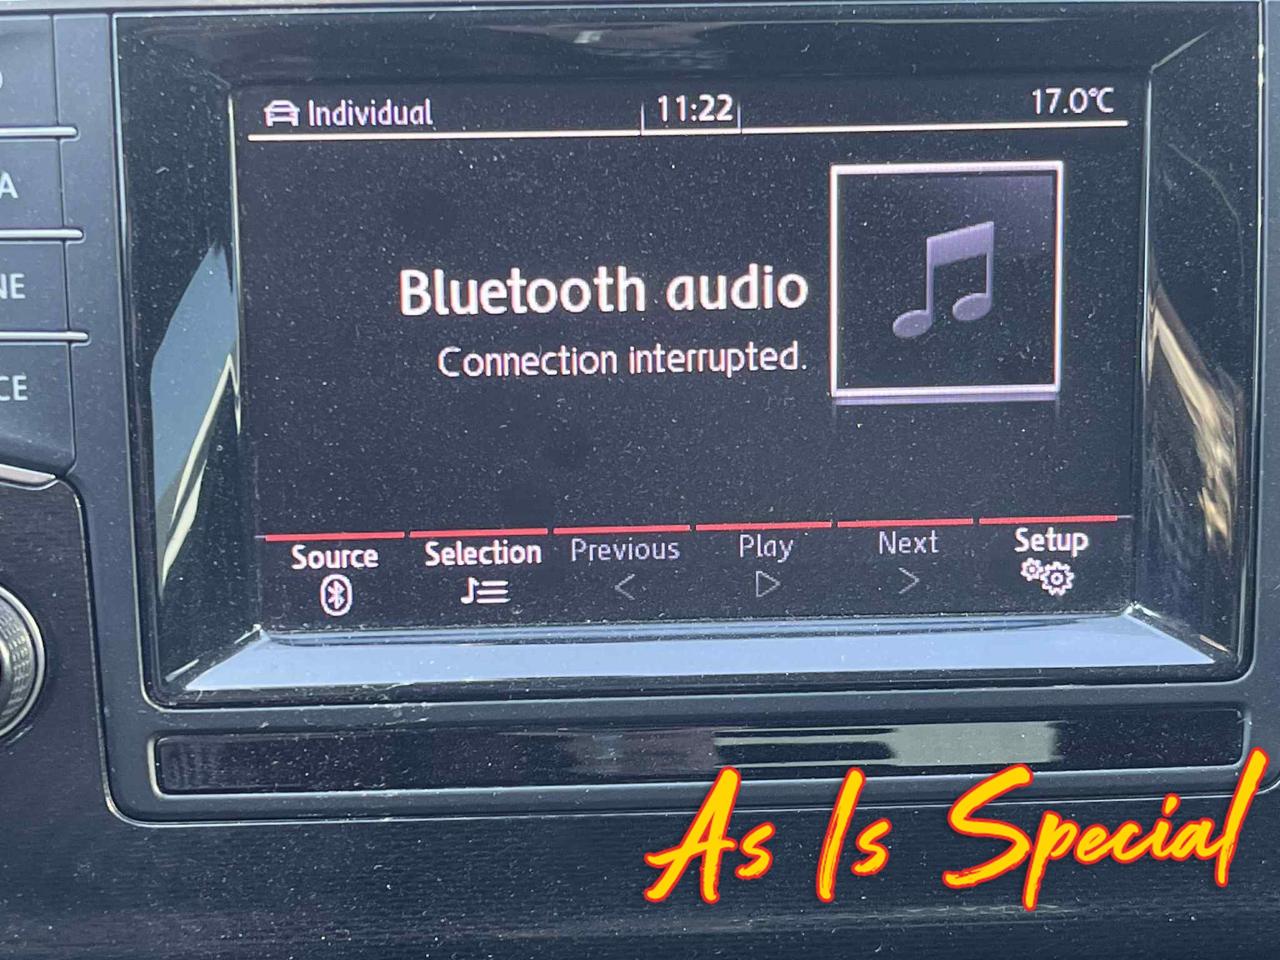 Individual
11:22
17.0°C
Bluetooth audio
Connection interrupted.
Source
Selection
Previous
Play
Next
Setup
As Is Special